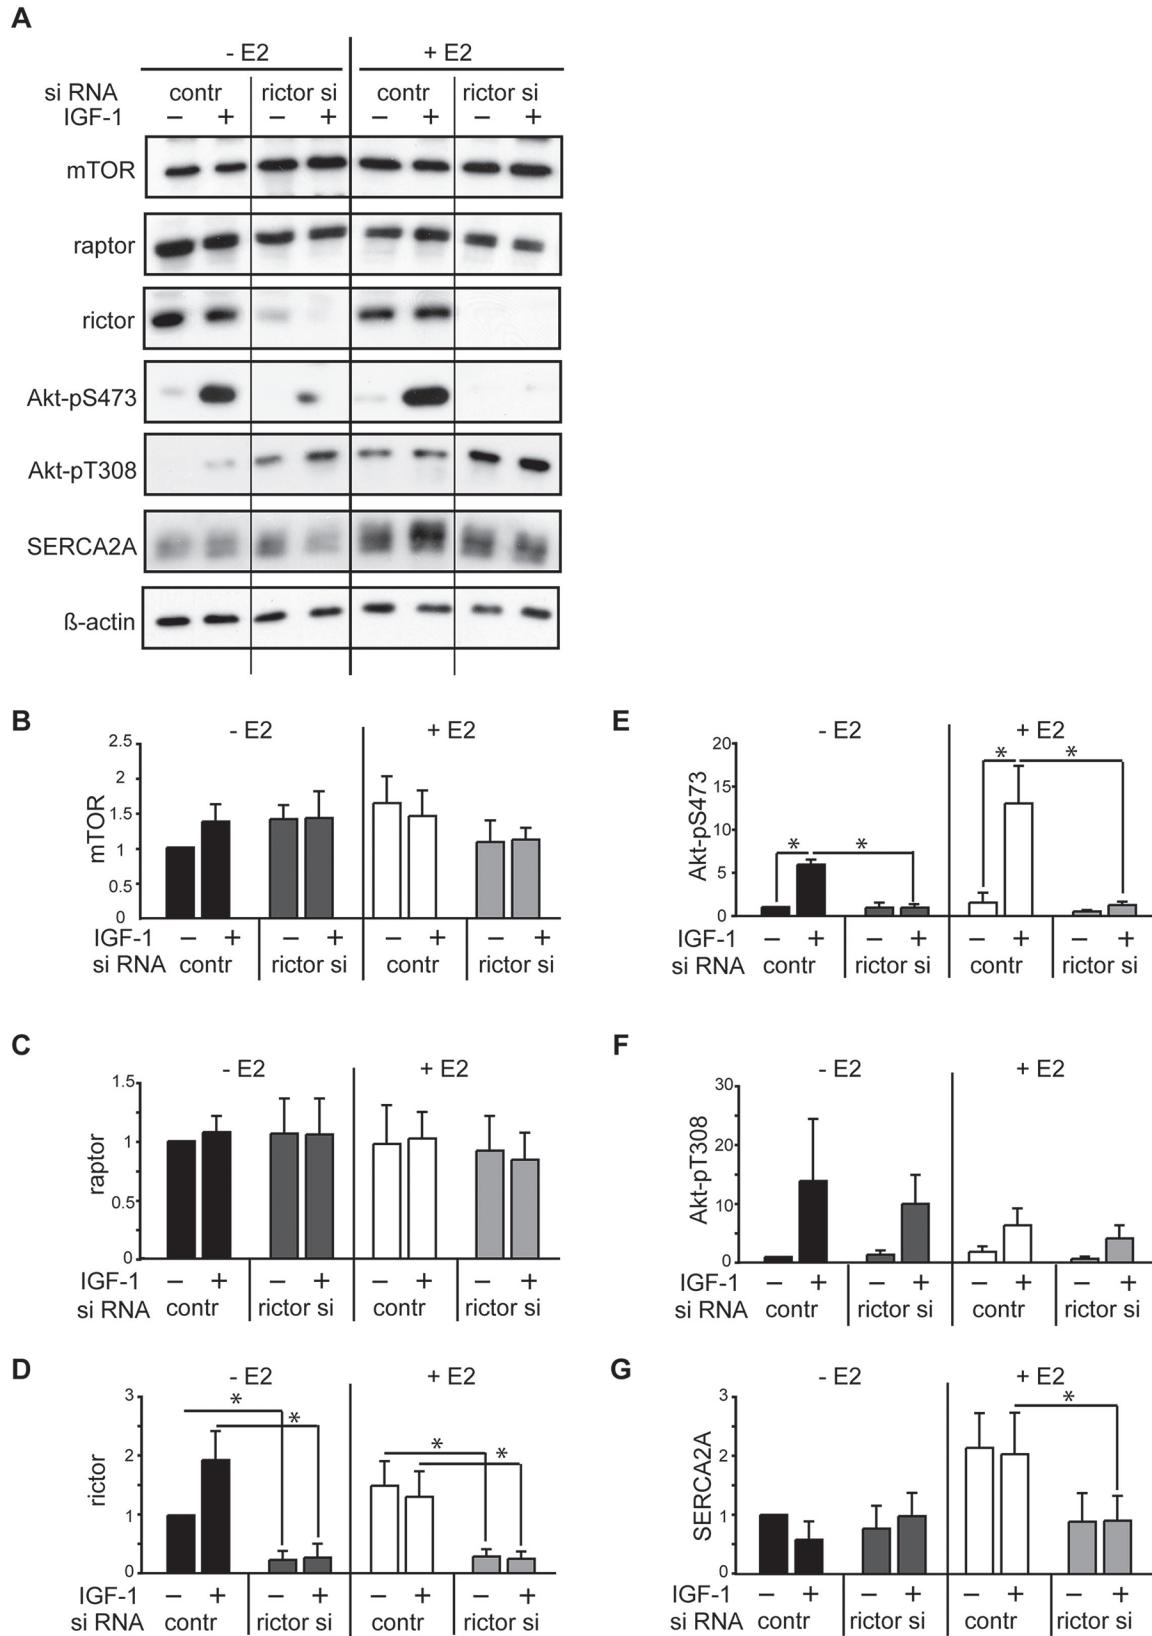 A
- E2 + E2
si RNA contr rictor si contr rictor si
IGF-1 – + – + – + – +
mTOR
raptor
rictor
Akt-pS473
Akt-pT308
SERCA2A
ß-actin
B
- E2 + E2
mTOR
2.5
2
1.5
1
0.5
0
IGF-1 – + – + – + – +
si RNA contr rictor si contr rictor si
E
- E2 + E2
Akt-pS473
20
15
10
5
0
* * * *
IGF-1 – + – + – + – +
si RNA contr rictor si contr rictor si
C
- E2 + E2
raptor
1.5
1
0.5
0
IGF-1 – + – + – + – +
si RNA contr rictor si contr rictor si
F
- E2 + E2
Akt-pT308
30
20
10
0
IGF-1 – + – + – + – +
si RNA contr rictor si contr rictor si
D
- E2 + E2
rictor
3
2
1
0
* * * *
IGF-1 – + – + – + – +
si RNA contr rictor si contr rictor si
G
- E2 + E2
SERCA2A
3
2
1
0
*
IGF-1 – + – + – + – +
si RNA contr rictor si contr rictor si